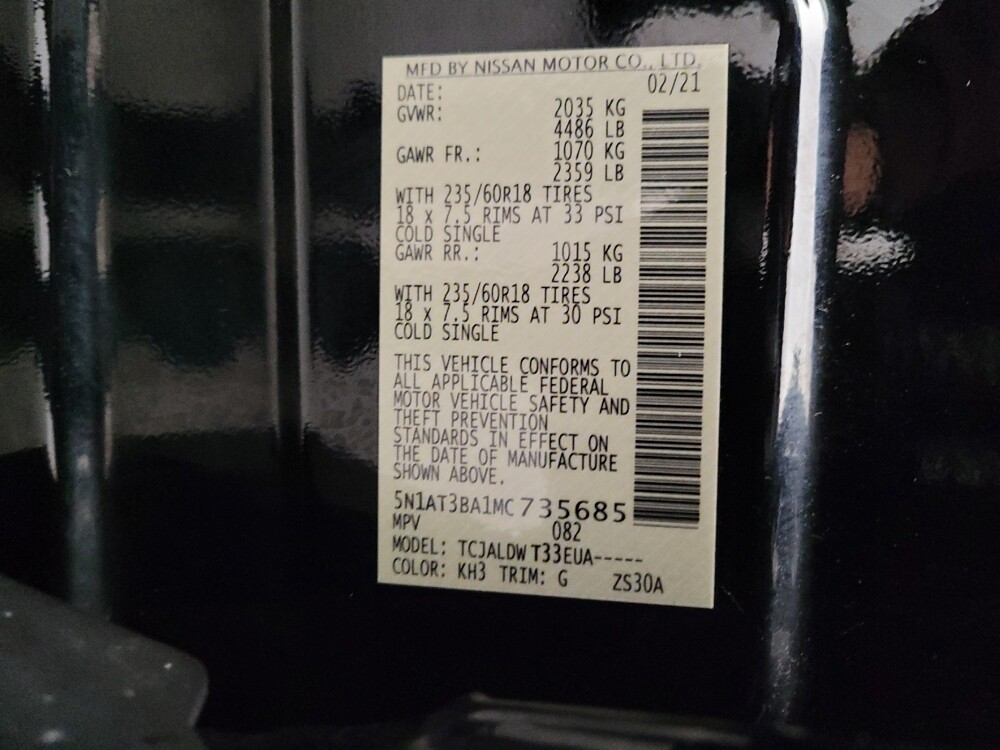 MFD BY NISSAN MOTOR CO., LTD.
DATE: 02/21
GVWR: 2035 KG
4486 LB
GAWR FR.: 1070 KG
2359 LB
WITH 235/60R18 TIRES
18 x 7.5 RIMS AT 33 PSI
COLD SINGLE
GAWR RR.: 1015 KG
2238 LB
WITH 235/60R18 TIRES
18 x 7.5 RIMS AT 30 PSI
COLD SINGLE
THIS VEHICLE CONFORMS TO
ALL APPLICABLE FEDERAL
MOTOR VEHICLE SAFETY AND
THEFT PREVENTION
STANDARDS IN EFFECT ON
THE DATE OF MANUFACTURE
SHOWN ABOVE.
5N1AT3BA1MC735685
MPV 082
MODEL: TCJALDWT33EUA-----
COLOR: KH3 TRIM: G ZS30A